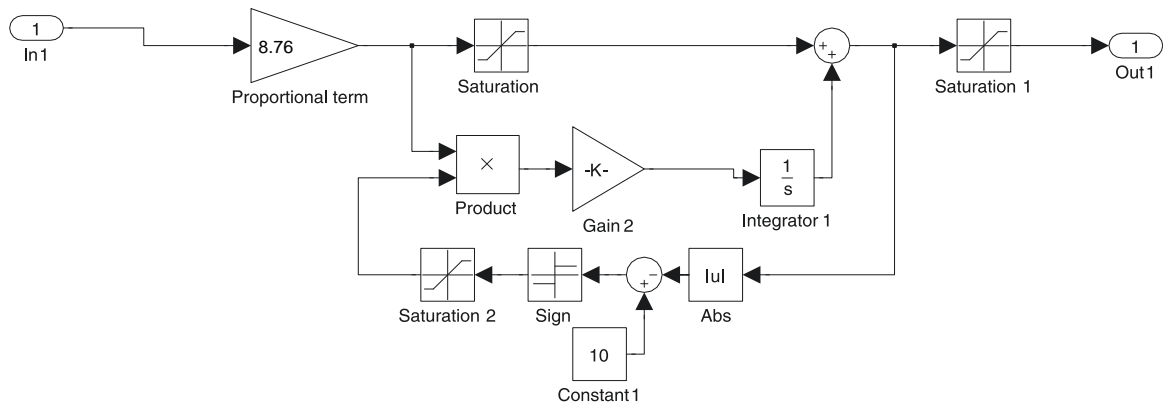 1
In1
8.76
Proportional term
Saturation
+
+
Saturation 1
1
Out1
×
Product
-K-
Gain 2
1
s
Integrator 1
Saturation 2
Sign
−
+
|u|
Abs
10
Constant1